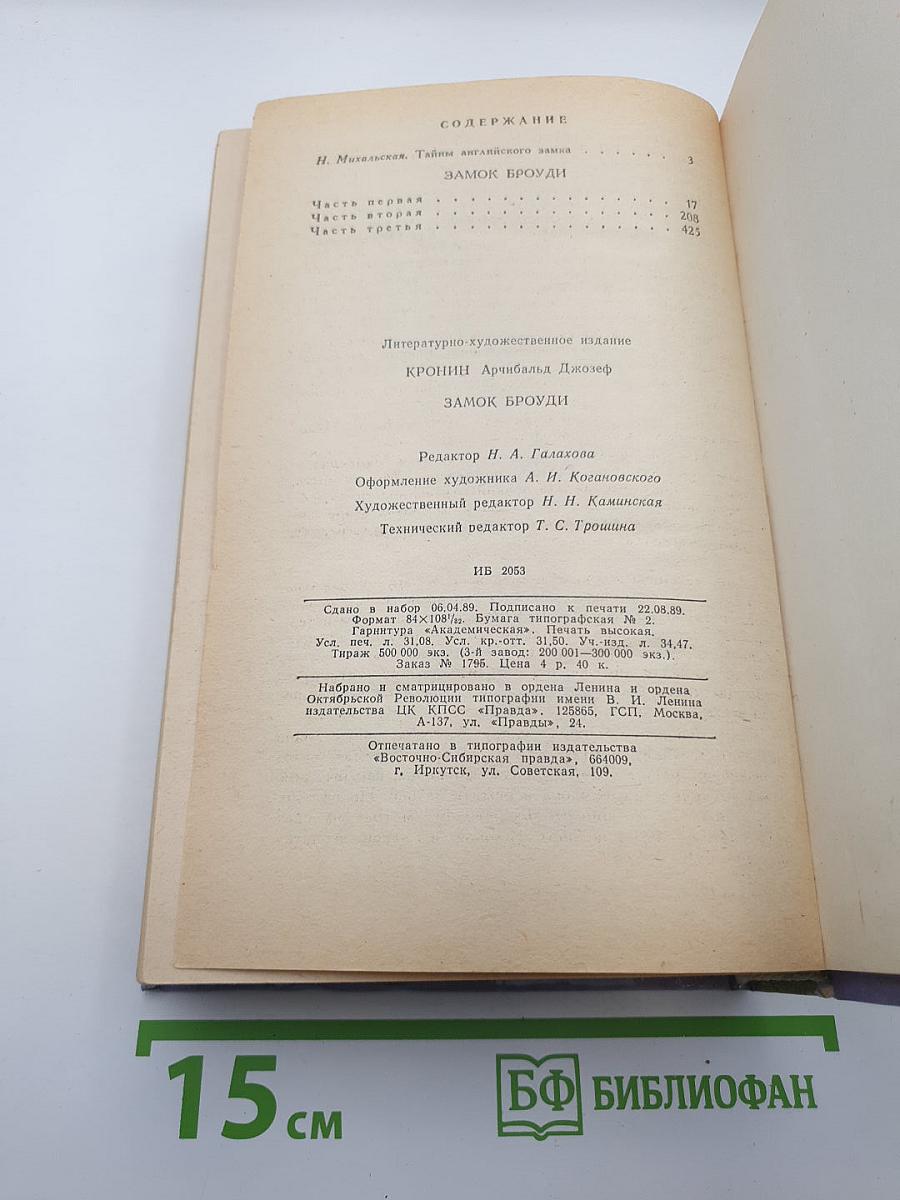 СОДЕРЖАНИЕ
Н. Михальская. Тайны английского замка . . . . . . 3
ЗАМОК БРОУДИ
Часть первая . . . . . . . . . . . . . . 17
Часть вторая . . . . . . . . . . . . . . 208
Часть третья . . . . . . . . . . . . . . 425
Литературно-художественное издание
КРОНИН Арчибальд Джозеф
ЗАМОК БРОУДИ
Редактор Н. А. Галахова
Оформление художника А. И. Когановского
Художественный редактор Н. Н. Каминская
Технический редактор Т. С. Трошина
ИБ 2053
Сдано в набор 06.04.89. Подписано к печати 22.08.89.
Формат 84×108¹/₃₂. Бумага типографская № 2.
Гарнитура «Академическая». Печать высокая.
Усл. печ. л. 31,08. Усл. кр.-отт. 31,50. Уч.-изд. л. 34,47.
Тираж 500 000 экз. (3-й завод: 200 001—300 000 экз.).
Заказ № 1795. Цена 4 р. 40 к.
Набрано и сматрицировано в ордена Ленина и ордена
Октябрьской Революции типографии имени В. И. Ленина
издательства ЦК КПСС «Правда». 125865, ГСП, Москва,
А-137, ул. «Правды», 24.
Отпечатано в типографии издательства
«Восточно-Сибирская правда», 664009,
г. Иркутск, ул. Советская, 109.
15 см
БФ БИБЛИОФАН